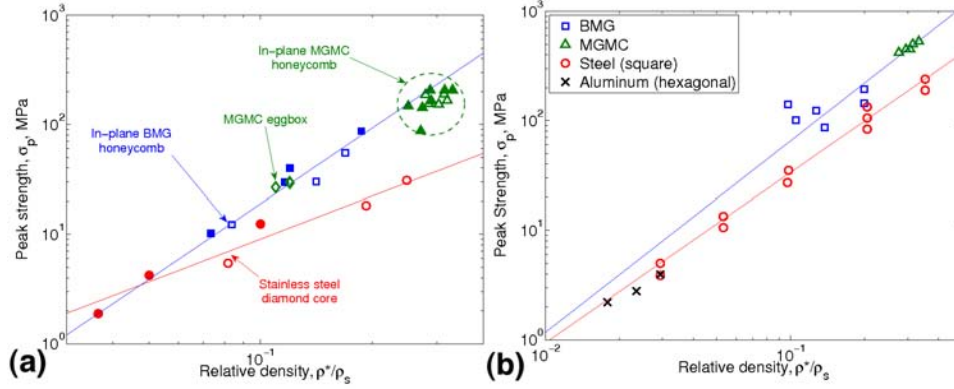 10³
10²
10¹
10⁰
10⁻¹
Peak strength, σₚ, MPa
Relative density, ρ*/ρₛ
In-plane MGMC
honeycomb
MGMC eggbox
In-plane BMG
honeycomb
Stainless steel
diamond core
(a)
10³
10²
10¹
10⁰
10⁻²
10⁻¹
Peak Strength, σₚ, MPa
Relative density, ρ*/ρₛ
BMG
MGMC
Steel (square)
Aluminum (hexagonal)
(b)